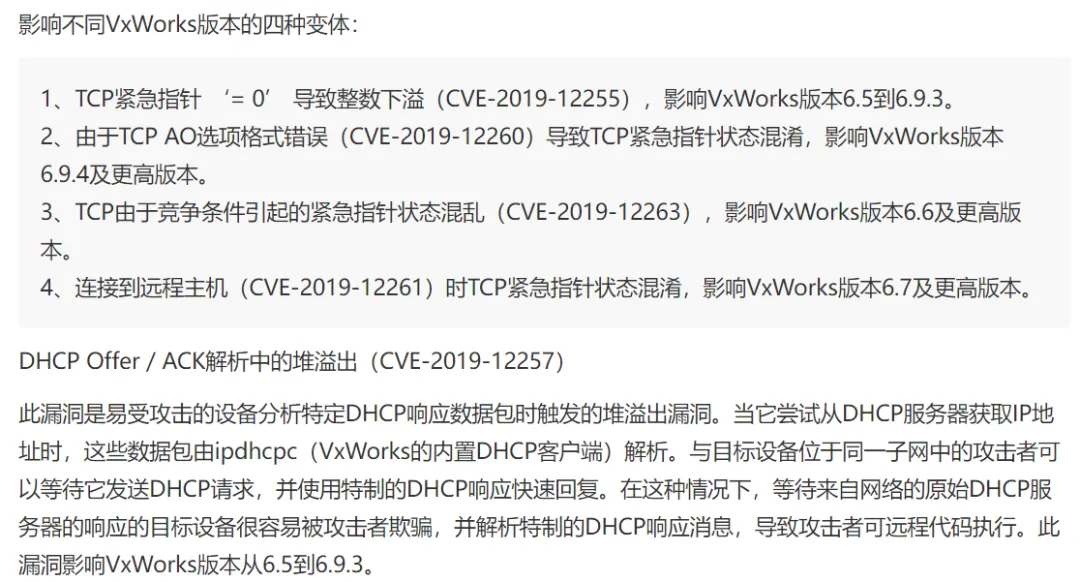 影响不同VxWorks版本的四种变体：
1、TCP紧急指针 ‘= 0’ 导致整数下溢（CVE-2019-12255），影响VxWorks版本6.5到6.9.3。
2、由于TCP AO选项格式错误（CVE-2019-12260）导致TCP紧急指针状态混淆，影响VxWorks版本
6.9.4及更高版本。
3、TCP由于竞争条件引起的紧急指针状态混乱（CVE-2019-12263），影响VxWorks版本6.6及更高版
本。
4、连接到远程主机（CVE-2019-12261）时TCP紧急指针状态混淆，影响VxWorks版本6.7及更高版本。
DHCP Offer / ACK解析中的堆溢出（CVE-2019-12257）
此漏洞是易受攻击的设备分析特定DHCP响应数据包时触发的堆溢出漏洞。当它尝试从DHCP服务器获取IP地
址时，这些数据包由ipdhcpc（VxWorks的内置DHCP客户端）解析。与目标设备位于同一子网中的攻击者可
以等待它发送DHCP请求，并使用特制的DHCP响应快速回复。在这种情况下，等待来自网络的原始DHCP服
务器的响应的目标设备很容易被攻击者欺骗，并解析特制的DHCP响应消息，导致攻击者可远程代码执行。此
漏洞影响VxWorks版本从6.5到6.9.3。